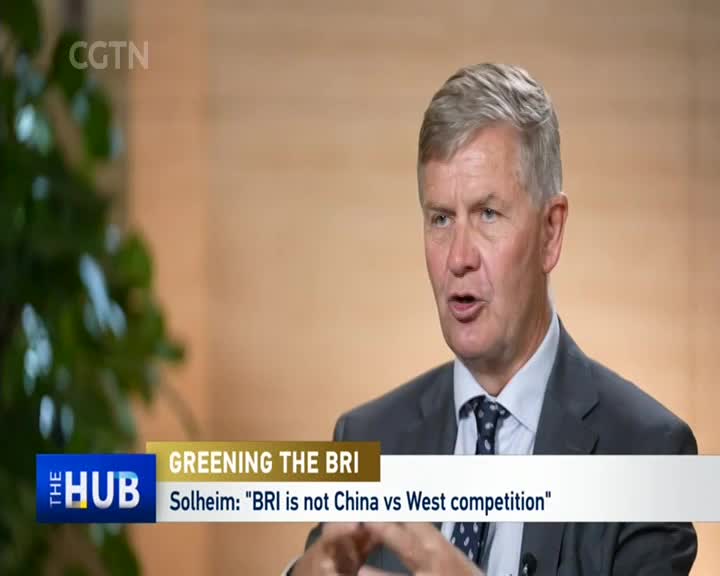 CGTN
GREENING THE BRI
THE HUB
Solheim: "BRI is not China vs West competition"